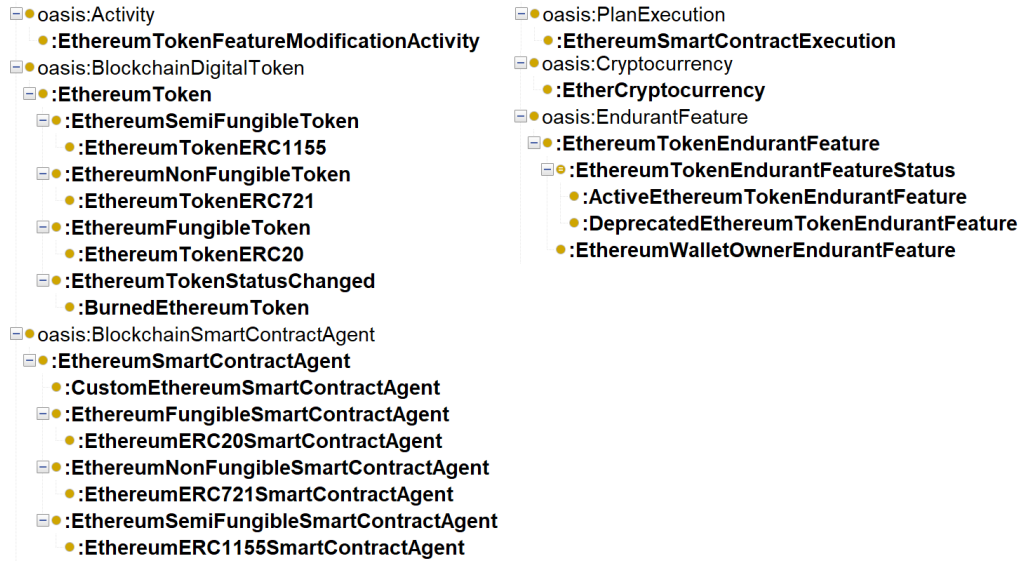 oasis:Activity
:EthereumTokenFeatureModificationActivity
oasis:BlockchainDigitalToken
:EthereumToken
:EthereumSemiFungibleToken
:EthereumTokenERC1155
:EthereumNonFungibleToken
:EthereumTokenERC721
:EthereumFungibleToken
:EthereumTokenERC20
:EthereumTokenStatusChanged
:BurnedEthereumToken
oasis:BlockchainSmartContractAgent
:EthereumSmartContractAgent
:CustomEthereumSmartContractAgent
:EthereumFungibleSmartContractAgent
:EthereumERC20SmartContractAgent
:EthereumNonFungibleSmartContractAgent
:EthereumERC721SmartContractAgent
:EthereumSemiFungibleSmartContractAgent
:EthereumERC1155SmartContractAgent
oasis:PlanExecution
:EthereumSmartContractExecution
oasis:Cryptocurrency
:EtherCryptocurrency
oasis:EndurantFeature
:EthereumTokenEndurantFeature
:EthereumTokenEndurantFeatureStatus
:ActiveEthereumTokenEndurantFeature
:DeprecatedEthereumTokenEndurantFeature
:EthereumWalletOwnerEndurantFeature